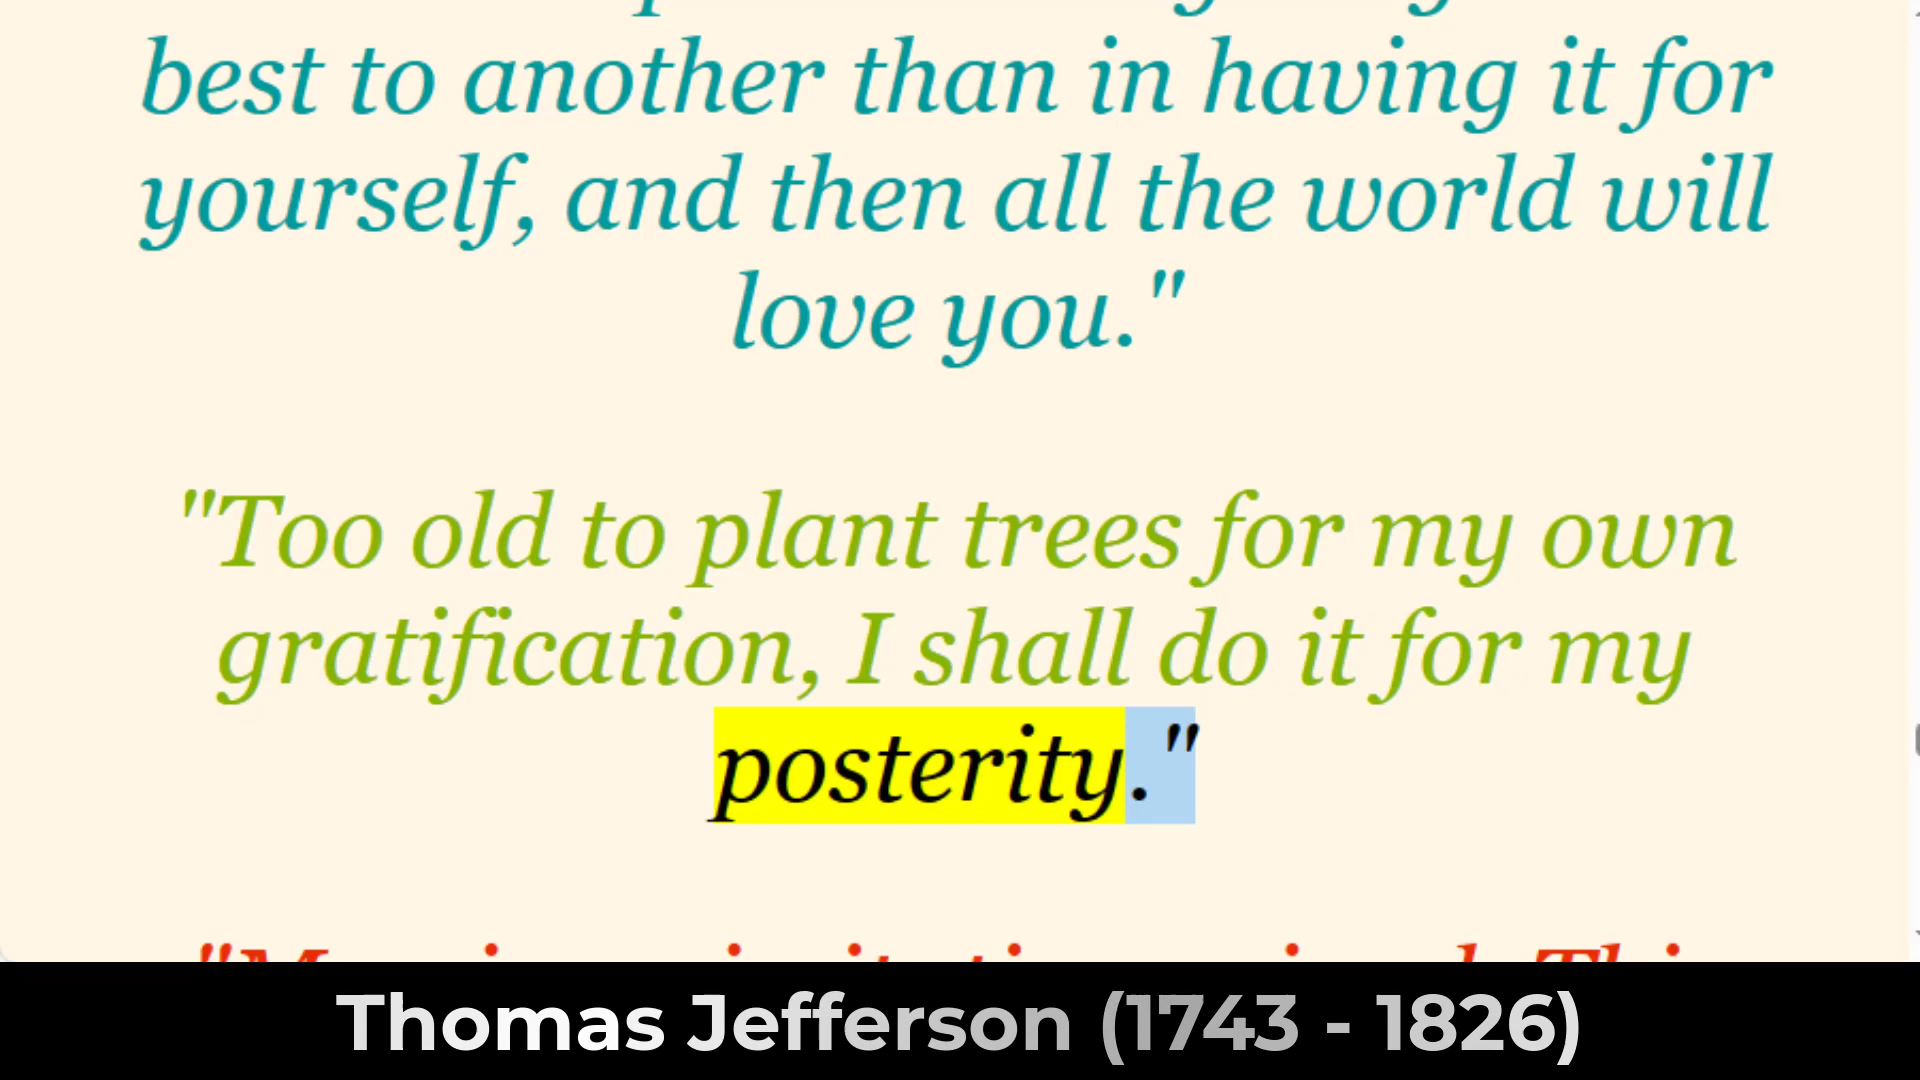 best to another than in having it for
yourself, and then all the world will
love you."
"Too old to plant trees for my own
gratification, I shall do it for my
posterity."
Thomas Jefferson (1743 - 1826)